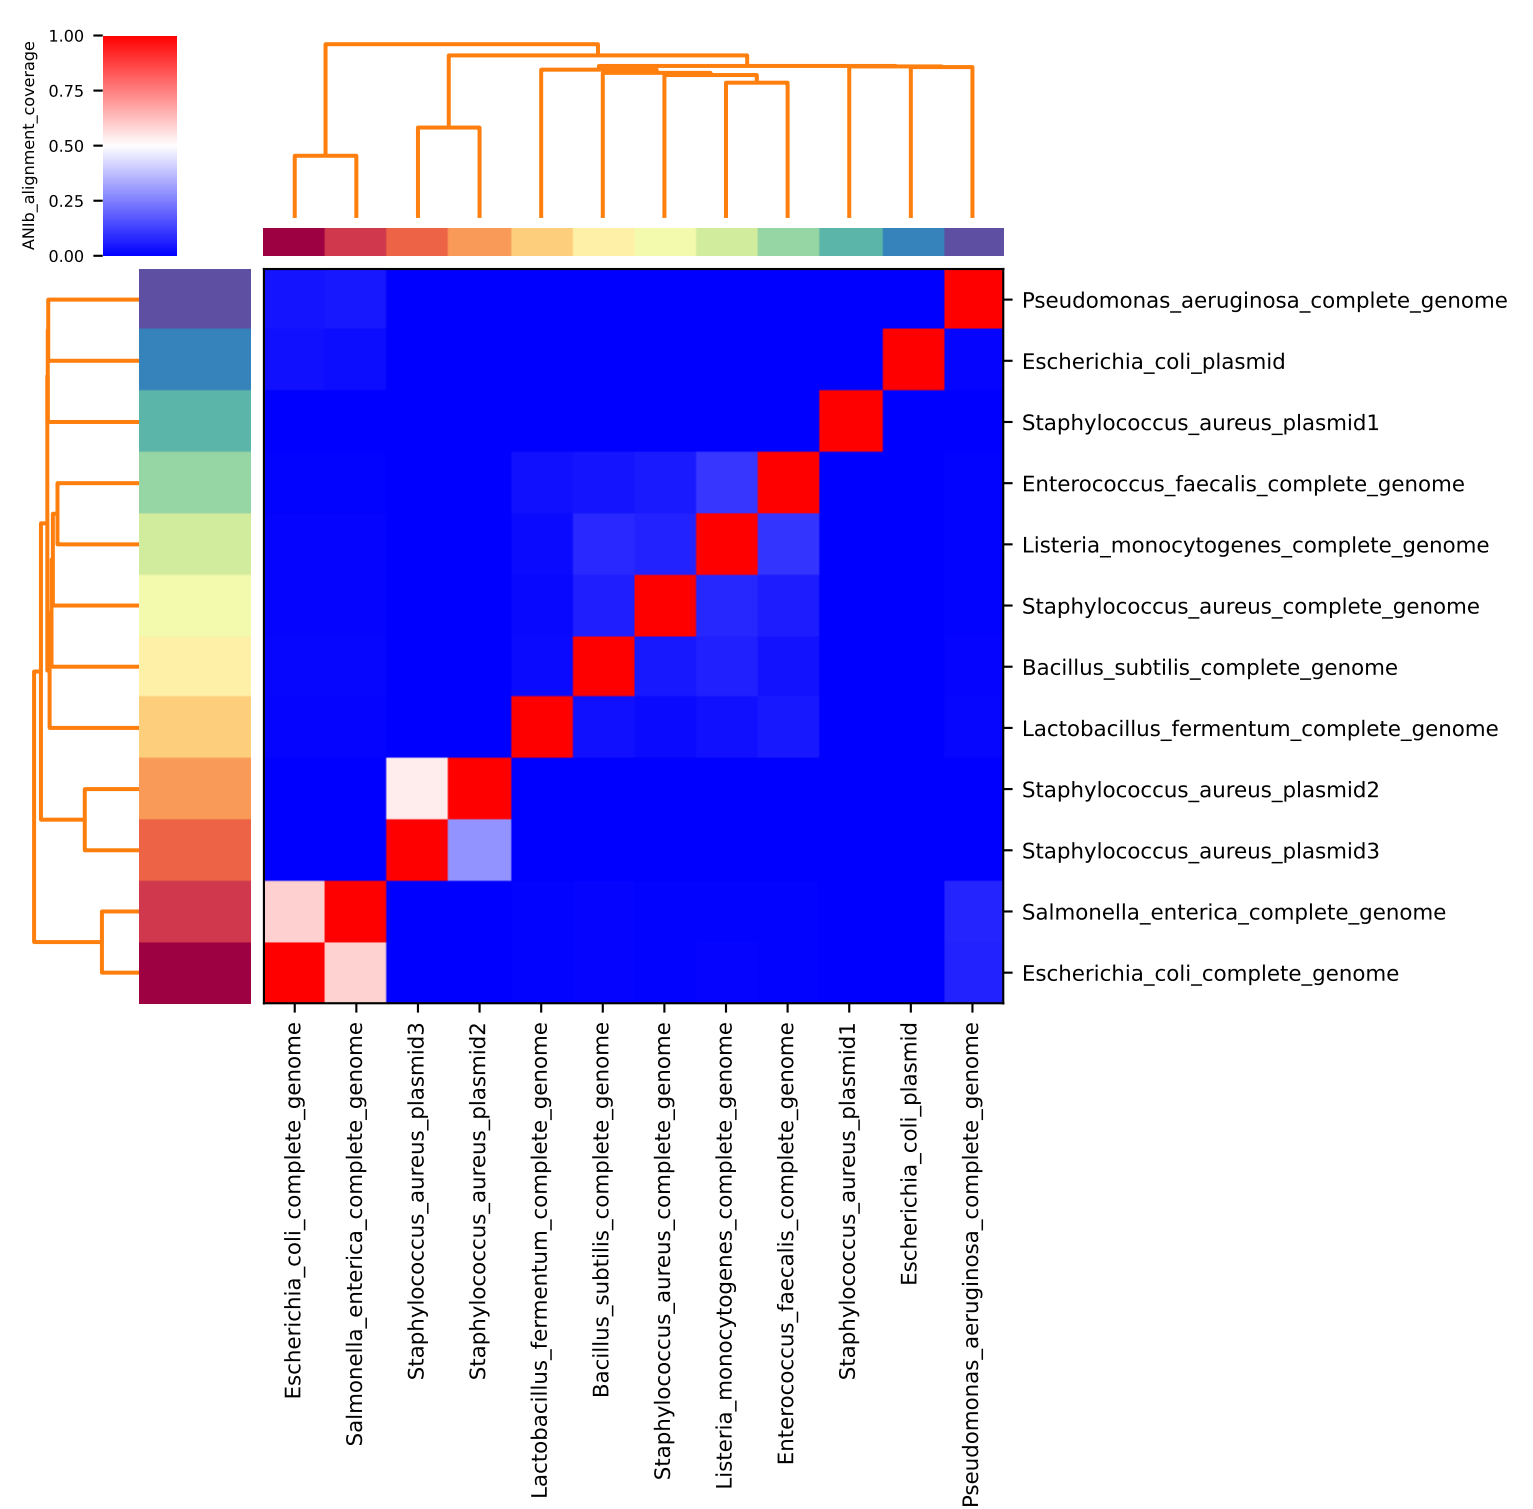 ANIb_alignment_coverage
1.00
0.75
0.50
0.25
0.00
Pseudomonas_aeruginosa_complete_genome
Escherichia_coli_plasmid
Staphylococcus_aureus_plasmid1
Enterococcus_faecalis_complete_genome
Listeria_monocytogenes_complete_genome
Staphylococcus_aureus_complete_genome
Bacillus_subtilis_complete_genome
Lactobacillus_fermentum_complete_genome
Staphylococcus_aureus_plasmid2
Staphylococcus_aureus_plasmid3
Salmonella_enterica_complete_genome
Escherichia_coli_complete_genome
Escherichia_coli_complete_genome
Salmonella_enterica_complete_genome
Staphylococcus_aureus_plasmid3
Staphylococcus_aureus_plasmid2
Lactobacillus_fermentum_complete_genome
Bacillus_subtilis_complete_genome
Staphylococcus_aureus_complete_genome
Listeria_monocytogenes_complete_genome
Enterococcus_faecalis_complete_genome
Staphylococcus_aureus_plasmid1
Escherichia_coli_plasmid
Pseudomonas_aeruginosa_complete_genome